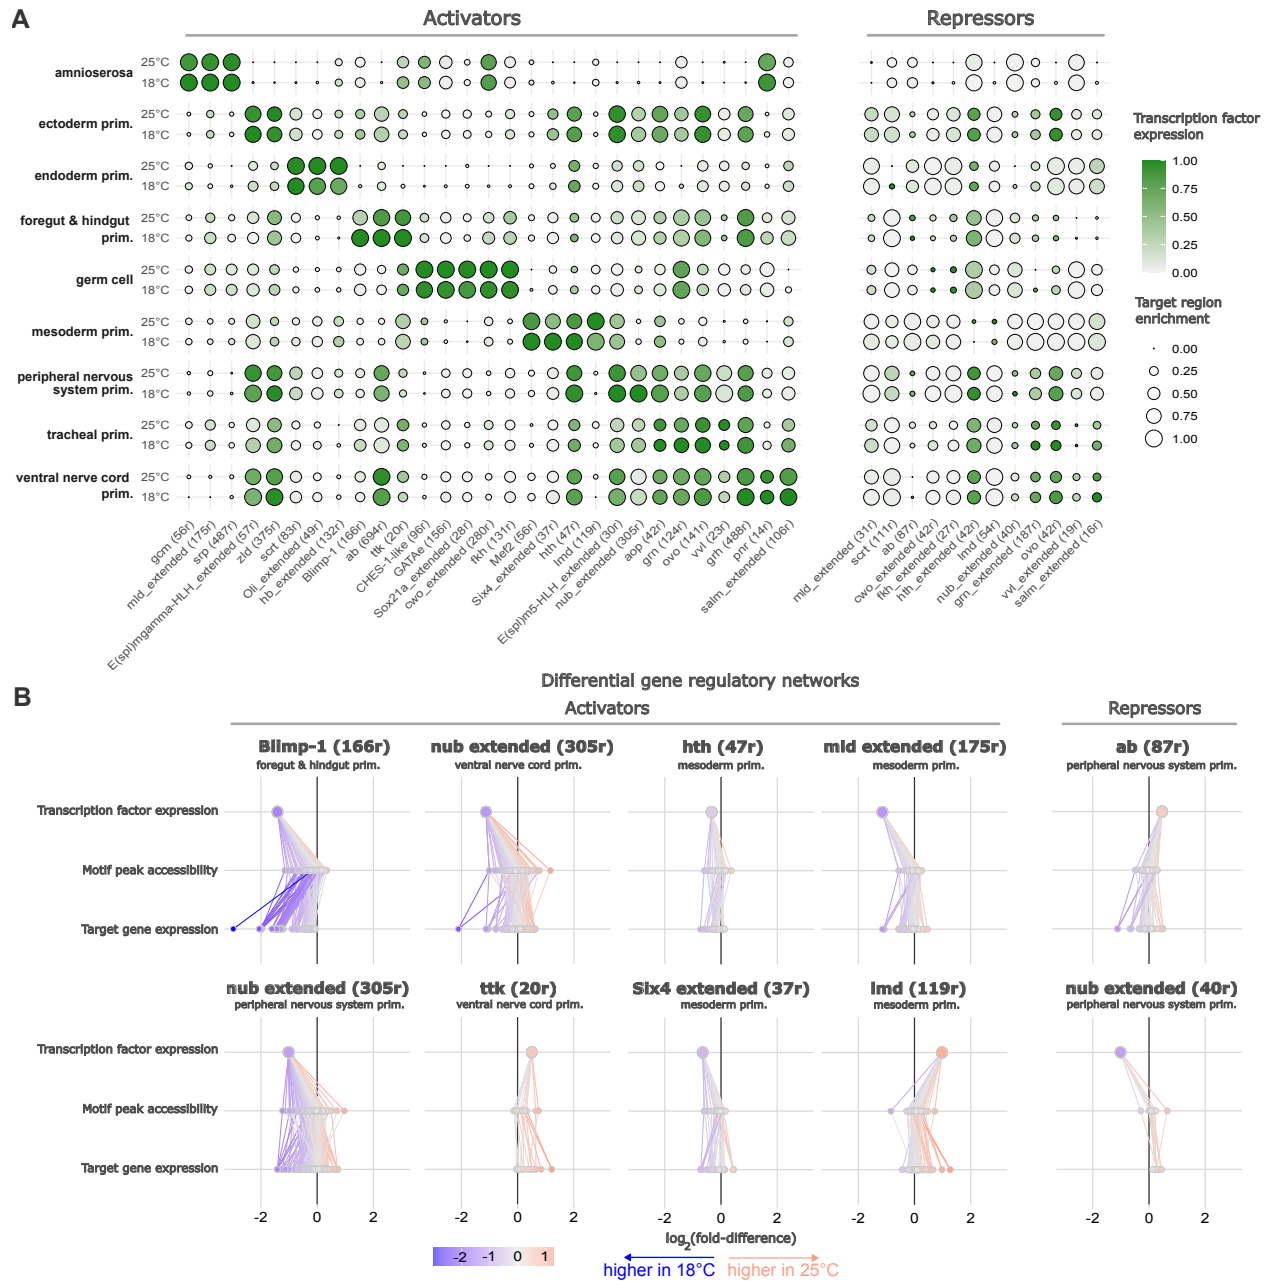 A
Activators
Repressors
amnioserosa
25°C
18°C
ectoderm prim.
25°C
18°C
endoderm prim.
25°C
18°C
foregut & hindgut
prim.
25°C
18°C
germ cell
25°C
18°C
mesoderm prim.
25°C
18°C
peripheral nervous
system prim.
25°C
18°C
tracheal prim.
25°C
18°C
ventral nerve cord
prim.
25°C
18°C
Transcription factor
expression
1.00
0.75
0.50
0.25
0.00
Target region
enrichment
0.00
0.25
0.50
0.75
1.00
gcm (56r)
mld_extended (175r)
srp (487r)
E(spl)mgamma-HLH_extended (57r)
zld (375r)
scrt (83r)
Oli_extended (49r)
hb_extended (132r)
Blimp-1 (166r)
ab (694r)
ttk (20r)
CHES-1-like (96r)
GATAe (156r)
Sox21a_extended (28r)
cwo_extended (280r)
fkh (131r)
Mef2 (56r)
Six4_extended (37r)
hth (47r)
lmd (119r)
E(spl)m5-HLH_extended (30r)
nub_extended (305r)
aop (42r)
grn (124r)
ovo (141r)
vvl (23r)
grh (488r)
pnr (14r)
salm_extended (106r)
mld_extended (31r)
scrt (111r)
ab (87r)
cwo_extended (42r)
fkh_extended (27r)
hth_extended (42r)
lmd (54r)
nub_extended (40r)
grn_extended (187r)
ovo (42r)
vvl_extended (19r)
salm_extended (16r)
B
Differential gene regulatory networks
Activators
Repressors
Blimp-1 (166r)
foregut & hindgut prim.
nub extended (305r)
ventral nerve cord prim.
hth (47r)
mesoderm prim.
mld extended (175r)
mesoderm prim.
ab (87r)
peripheral nervous system prim.
Transcription factor expression
Motif peak accessibility
Target gene expression
-2 2
nub extended (305r)
peripheral nervous system prim.
ttk (20r)
ventral nerve cord prim.
Six4 extended (37r)
mesoderm prim.
lmd (119r)
mesoderm prim.
nub extended (40r)
peripheral nervous system prim.
Transcription factor expression
Motif peak accessibility
Target gene expression
-2 0 2
-2 0 2
-2 0 2
-2 0 2
-2 0 2
log2(fold-difference)
-2 -1 0 1
higher in 18°C
higher in 25°C